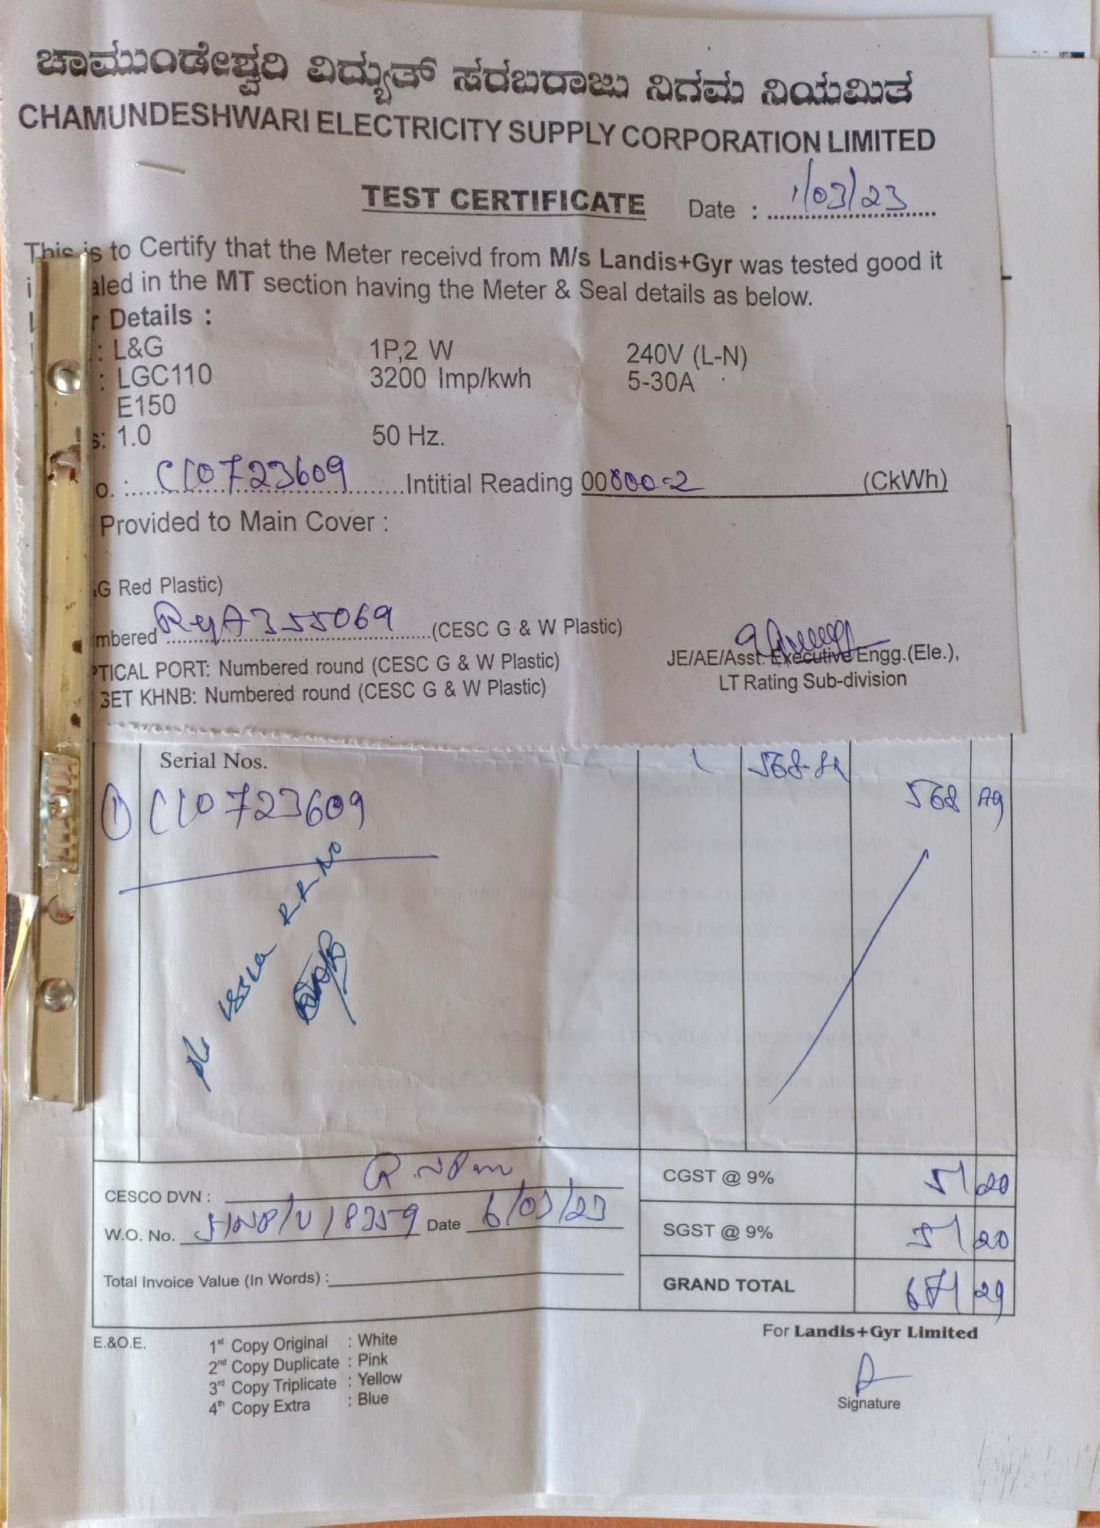 ಚಾಮುಂಡೇಶ್ವರಿ ವಿದ್ಯುತ್ ಸರಬರಾಜು ನಿಗಮ ನಿಯಮಿತ
CHAMUNDESHWARI ELECTRICITY SUPPLY CORPORATION LIMITED
TEST CERTIFICATE Date : 1/03/23
This is to Certify that the Meter receivd from M/s Landis+Gyr was tested good it
aled in the MT section having the Meter & Seal details as below.
r Details :
: L&G 1P,2 W 240V (L-N)
: LGC110 3200 Imp/kwh 5-30A
E150
s: 1.0 50 Hz.
o. : C10723609 Intitial Reading 00800.2 (CkWh)
Provided to Main Cover :
G Red Plastic)
mbered A355069 (CESC G & W Plastic)
PTICAL PORT: Numbered round (CESC G & W Plastic)
SET KHNB: Numbered round (CESC G & W Plastic)
JE/AE/Asst. Executive Engg.(Ele.),
LT Rating Sub-division
Serial Nos. 1
① C10723609 568
R.R.No
CESCO DVN :
W.O. No. 18359 Date 6/03/23
Total Invoice Value (In Words) :
CGST @ 9% 51 20
SGST @ 9% 51 20
GRAND TOTAL 671 29
E.&O.E.
1st Copy Original : White
2nd Copy Duplicate : Pink
3rd Copy Triplicate : Yellow
4th Copy Extra : Blue
For Landis+Gyr Limited
Signature